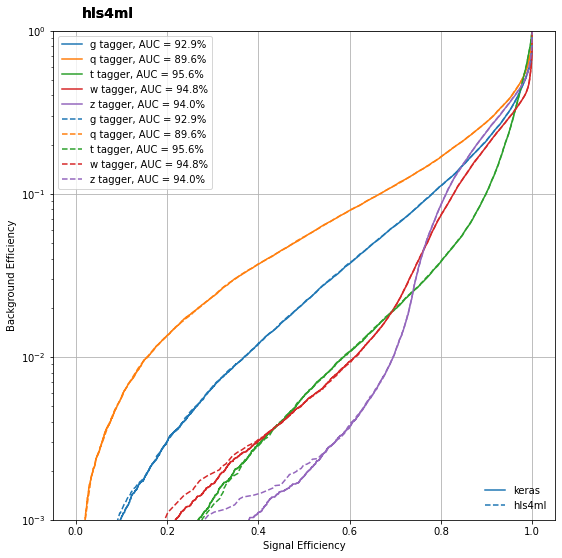 hls4ml
10⁰
g tagger, AUC = 92.9%
q tagger, AUC = 89.6%
t tagger, AUC = 95.6%
w tagger, AUC = 94.8%
z tagger, AUC = 94.0%
g tagger, AUC = 92.9%
q tagger, AUC = 89.6%
t tagger, AUC = 95.6%
w tagger, AUC = 94.8%
z tagger, AUC = 94.0%
10⁻¹
Background Efficiency
10⁻²
keras
hls4ml
10⁻³
0.0 0.2 0.4 0.6 0.8 1.0
Signal Efficiency